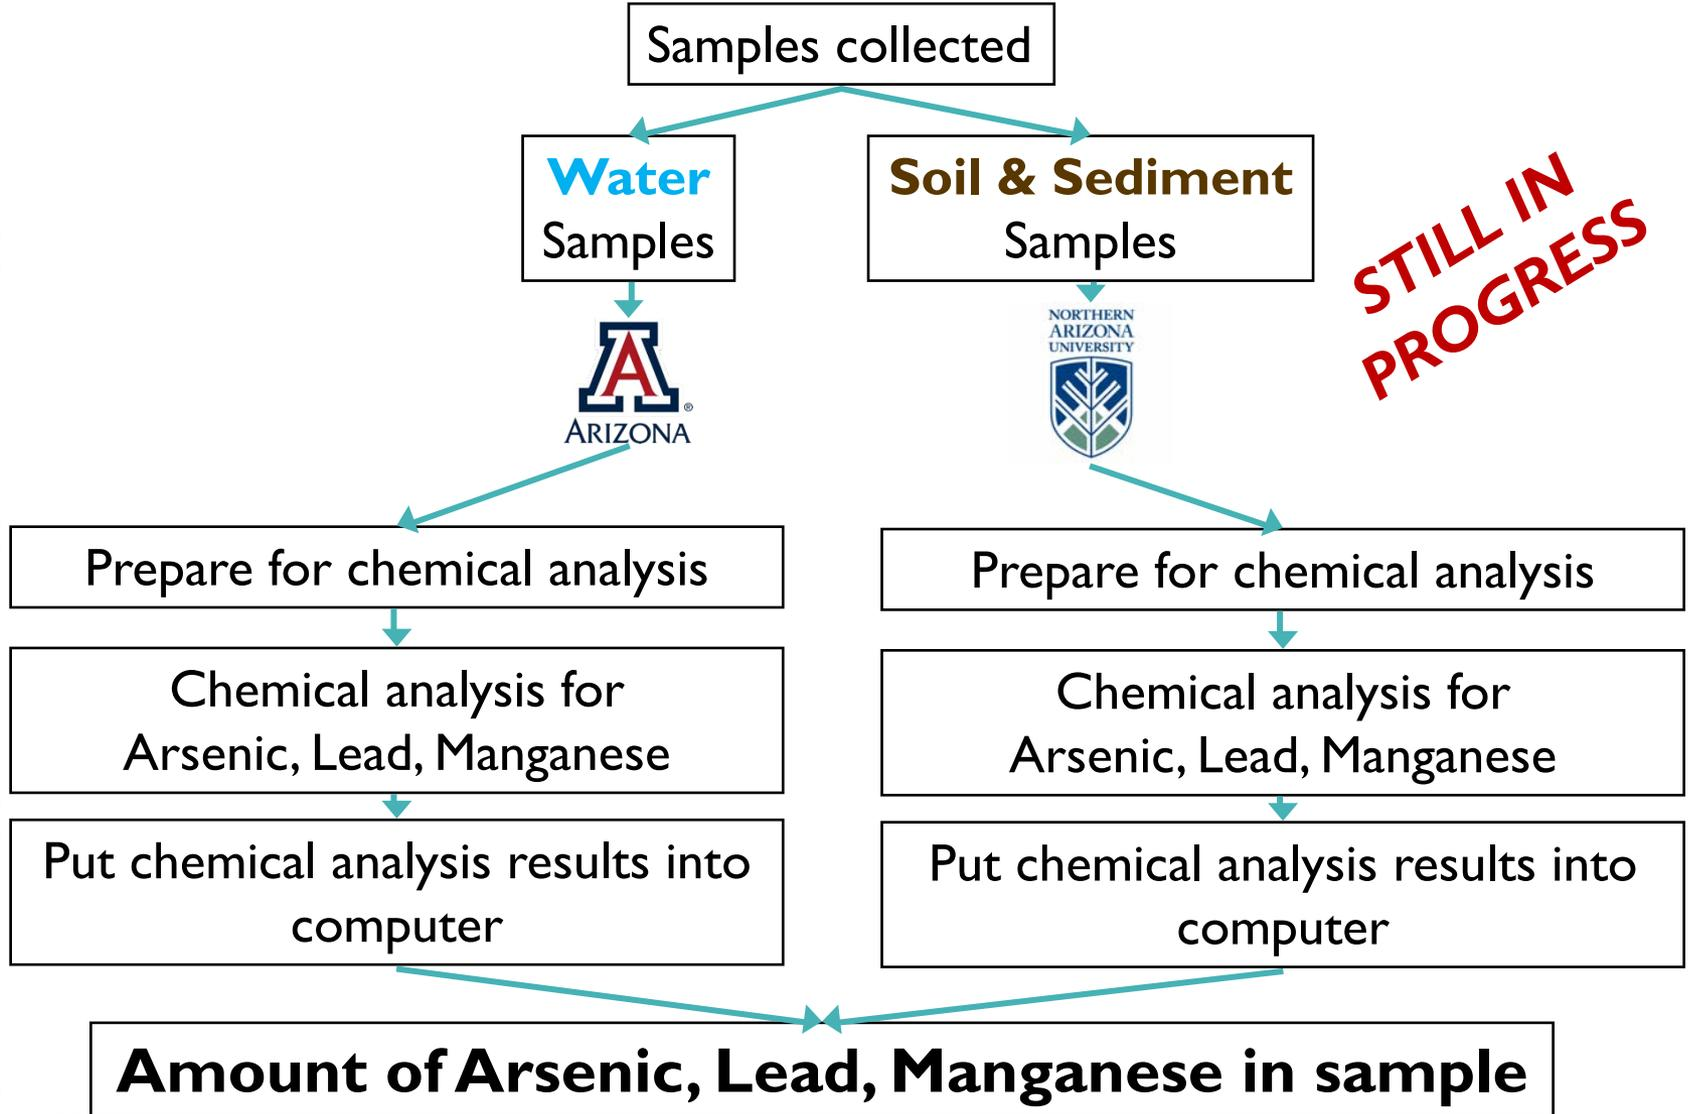 Samples collected
Water
Samples
Soil & Sediment
Samples
STILL IN
PROGRESS
A
®
ARIZONA
NORTHERN
ARIZONA
UNIVERSITY
Prepare for chemical analysis
Chemical analysis for
Arsenic, Lead, Manganese
Put chemical analysis results into
computer
Prepare for chemical analysis
Chemical analysis for
Arsenic, Lead, Manganese
Put chemical analysis results into
computer
Amount of Arsenic, Lead, Manganese in sample